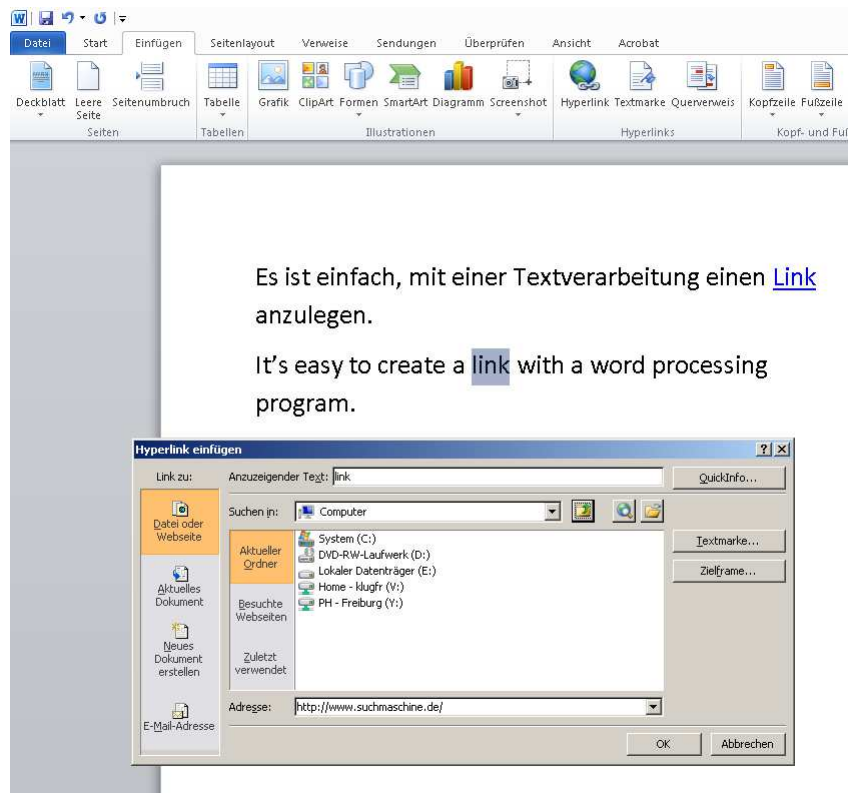 Datei Start Einfügen Seitenlayout Verweise Sendungen Überprüfen Ansicht Acrobat
Deckblatt Leere Seite Seitenumbruch Tabelle Grafik ClipArt Formen SmartArt Diagramm Screenshot Hyperlink Textmarke Querverweis Kopfzeile Fußzeile
Seiten Tabellen Illustrationen Hyperlinks Kopf- und Fuß
Es ist einfach, mit einer Textverarbeitung einen Link
anzulegen.
It's easy to create a link with a word processing
program.
Hyperlink einfügen
Link zu: Anzuzeigender Text: link QuickInfo...
Datei oder Webseite
Aktuelles Dokument
Neues Dokument erstellen
E-Mail-Adresse
Suchen in: Computer
Aktueller Ordner
Besuchte Webseiten
Zuletzt verwendet
System (C:)
DVD-RW-Laufwerk (D:)
Lokaler Datenträger (E:)
Home - klugfr (V:)
PH - Freiburg (Y:)
Textmarke...
Zielframe...
Adresse: http://www.suchmaschine.de/
OK Abbrechen